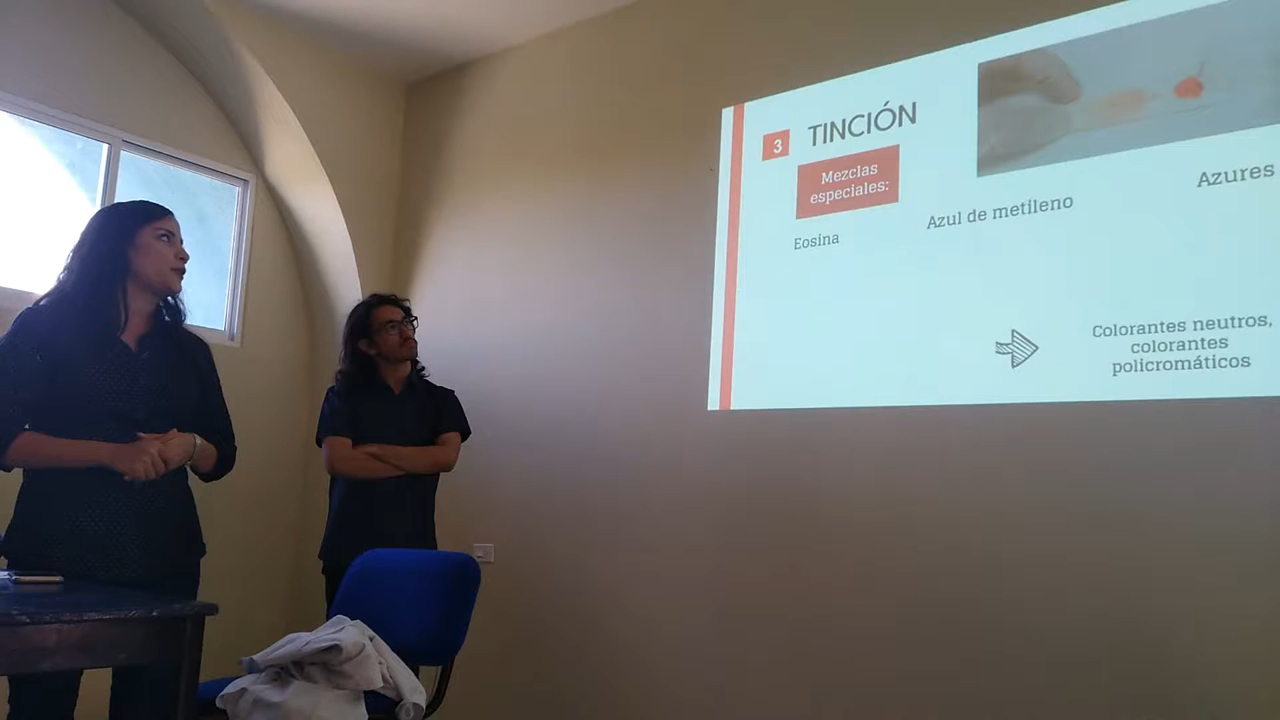 3
TINCIÓN
Mezclas
especiales:
Eosina
Azul de metileno
Azures
Colorantes neutros,
colorantes
policromáticos